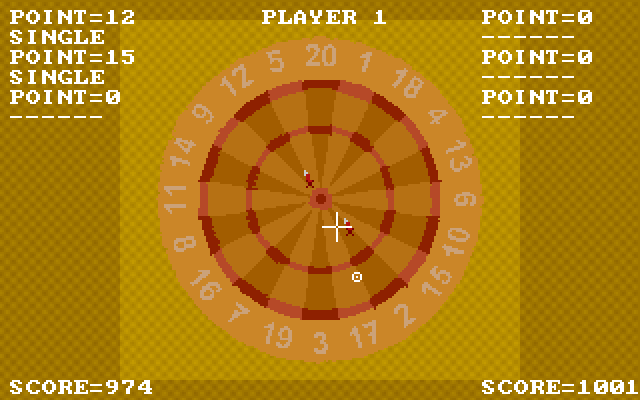 POINT=12
SINGLE
POINT=15
SINGLE
POINT=0
------
PLAYER 1
POINT=0
------
POINT=0
------
POINT=0
------
20
1
18
4
13
6
10
15
2
17
3
19
7
16
8
11
14
9
12
5
SCORE=974
SCORE=1001